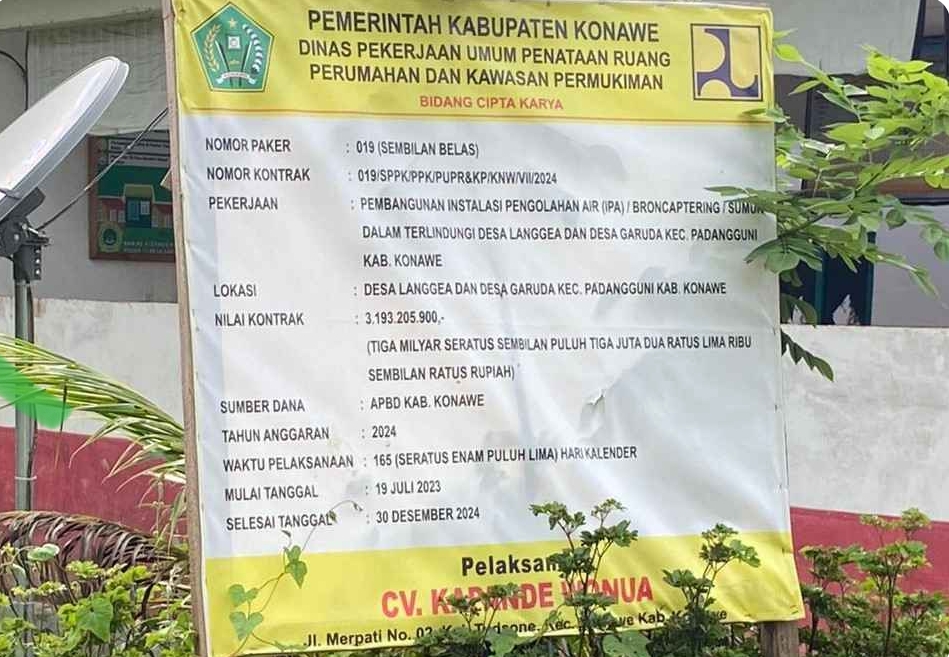 PEMERINTAH KABUPATEN KONAWE
DINAS PEKERJAAN UMUM PENATAAN RUANG
PERUMAHAN DAN KAWASAN PERMUKIMAN
BIDANG CIPTA KARYA
NOMOR PAKER : 019 (SEMBILAN BELAS)
NOMOR KONTRAK : 019/SPPK/PPK/PUPR&KP/KNW/VII/2024
PEKERJAAN : PEMBANGUNAN INSTALASI PENGOLAHAN AIR (IPA) / BRONCAPTERING / SUMUR
DALAM TERLINDUNGI DESA LANGGEA DAN DESA GARUDA KEC. PADANGGUNI
KAB. KONAWE
LOKASI : DESA LANGGEA DAN DESA GARUDA KEC. PADANGGUNI KAB. KONAWE
NILAI KONTRAK : 3.193.205.900,-
(TIGA MILYAR SERATUS SEMBILAN PULUH TIGA JUTA DUA RATUS LIMA RIBU
SEMBILAN RATUS RUPIAH)
SUMBER DANA : APBD KAB. KONAWE
TAHUN ANGGARAN : 2024
WAKTU PELAKSANAAN : 165 (SERATUS ENAM PULUH LIMA) HARI KALENDER
MULAI TANGGAL : 19 JULI 2023
SELESAI TANGGAL : 30 DESEMBER 2024
Pelaksana
CV.
Jl. Merpati No. Kec. Kab.